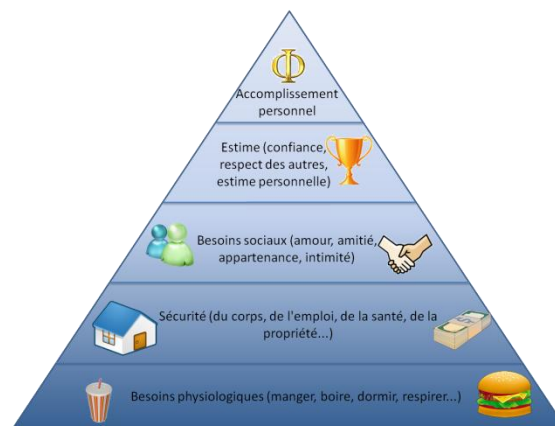 Φ
Accomplissement
personnel
Estime (confiance,
respect des autres,
estime personnelle)
Besoins sociaux (amour, amitié,
appartenance, intimité)
Sécurité (du corps, de l'emploi, de la santé, de la
propriété...)
Besoins physiologiques (manger, boire, dormir, respirer...)